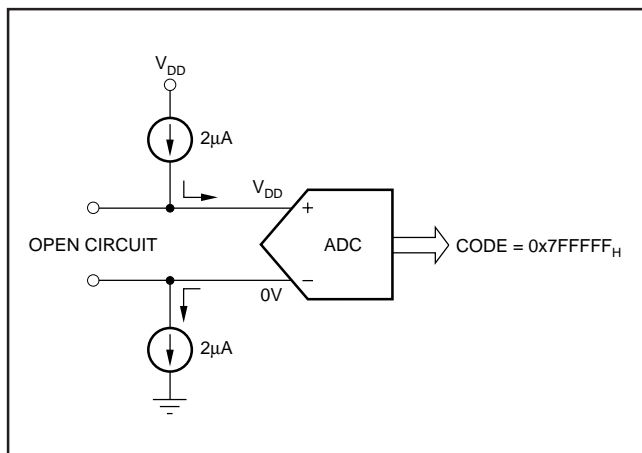 V_DD
2µA
V_DD
+
OPEN CIRCUIT
ADC
CODE = 0x7FFFFF_H
0V
−
2µA